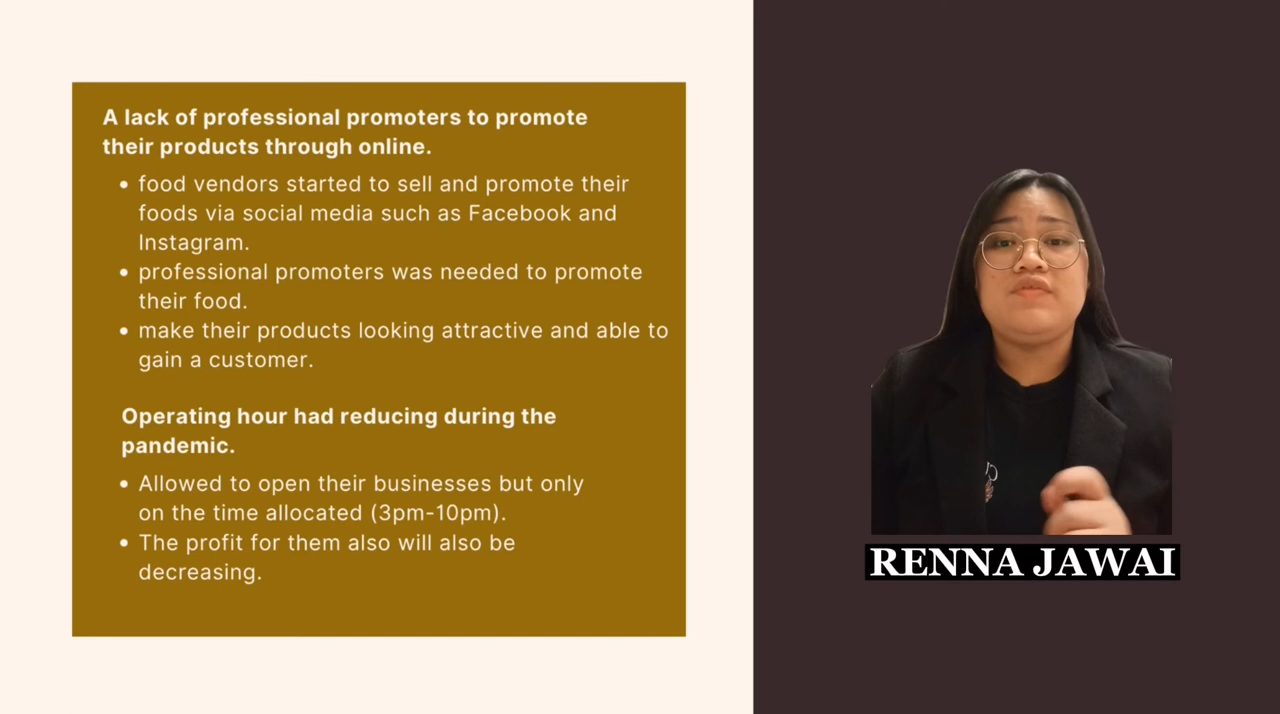 A lack of professional promoters to promote
their products through online.
• food vendors started to sell and promote their
foods via social media such as Facebook and
Instagram.
• professional promoters was needed to promote
their food.
• make their products looking attractive and able to
gain a customer.
Operating hour had reducing during the
pandemic.
• Allowed to open their businesses but only
on the time allocated (3pm-10pm).
• The profit for them also will also be
decreasing.
RENNA JAWAI